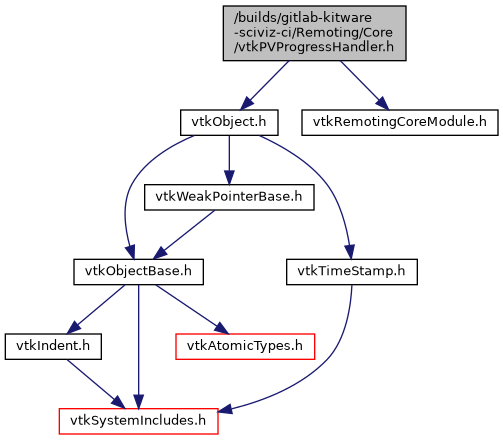 /builds/gitlab-kitware
-sciviz-ci/Remoting/Core
/vtkPVProgressHandler.h
vtkObject.h
vtkRemotingCoreModule.h
vtkWeakPointerBase.h
vtkObjectBase.h
vtkTimeStamp.h
vtkIndent.h
vtkAtomicTypes.h
vtkSystemIncludes.h